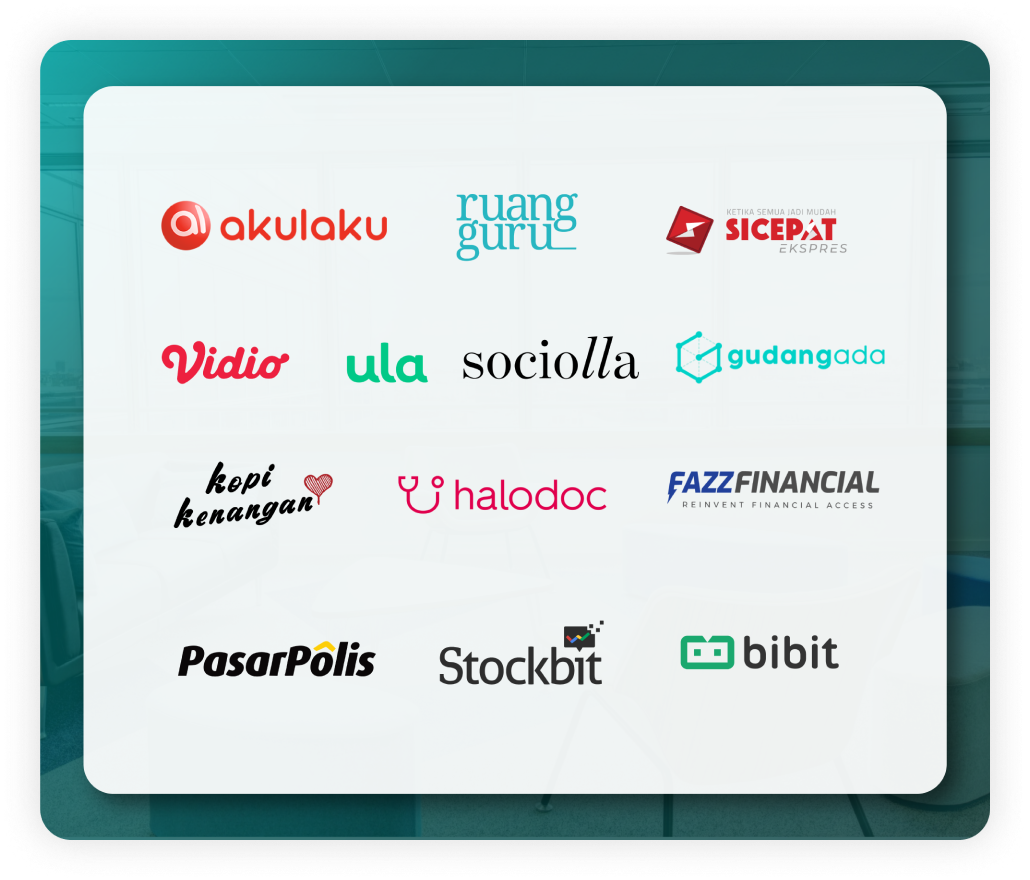 akulaku
ruang
guru
KETIKA SEMUA JADI MUDAH
SICEPAT
EKSPRES
Vidio
ula
sociolla
gudangada
kopi
kenangan
halodoc
FAZZFINANCIAL
REINVENT FINANCIAL ACCESS
PasarPôlis
Stockbit
bibit